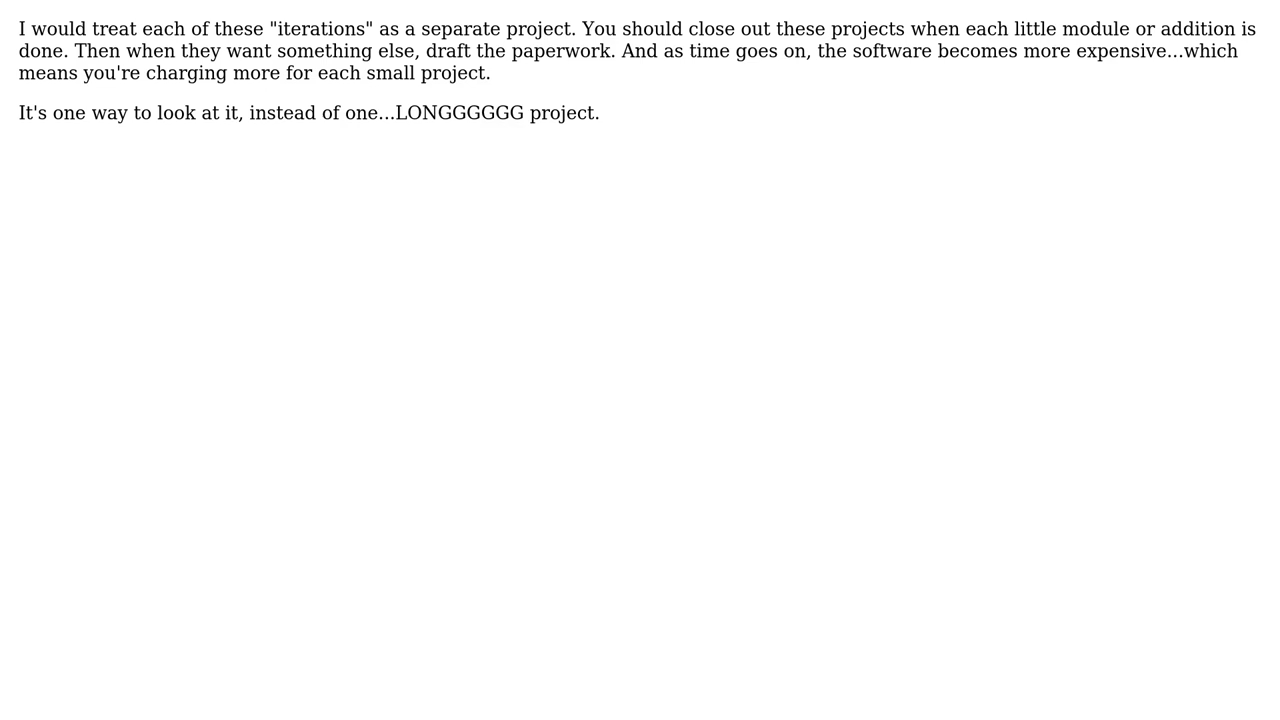 I would treat each of these "iterations" as a separate project. You should close out these projects when each little module or addition is
done. Then when they want something else, draft the paperwork. And as time goes on, the software becomes more expensive...which
means you're charging more for each small project.
It's one way to look at it, instead of one...LONGGGGGG project.